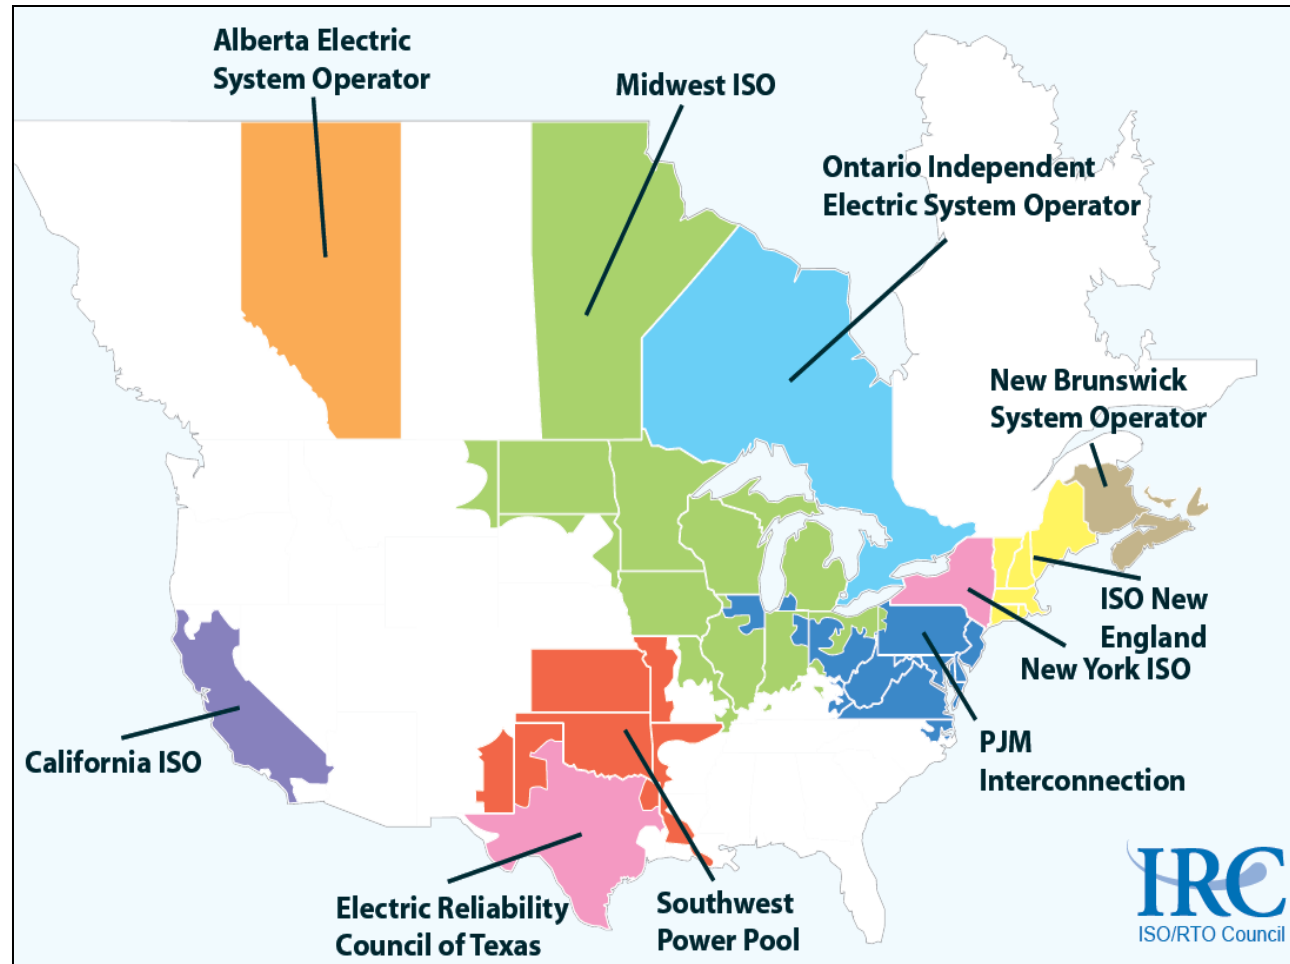 Alberta Electric
System Operator
Midwest ISO
Ontario Independent
Electric System Operator
New Brunswick
System Operator
ISO New
England
New York ISO
PJM
Interconnection
California ISO
Electric Reliability
Council of Texas
Southwest
Power Pool
IRC
ISO/RTO Council